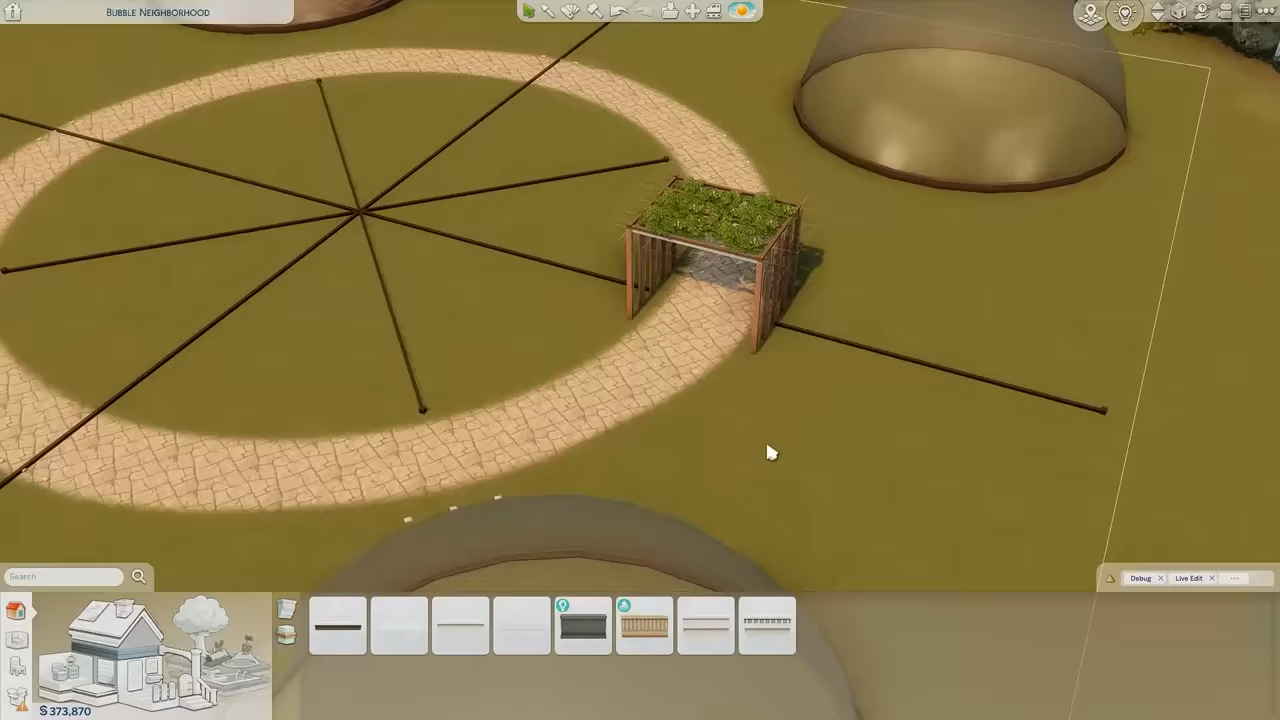 BUBBLE NEIGHBORHOOD
Search
Debug
Live Edit
...
$373,870